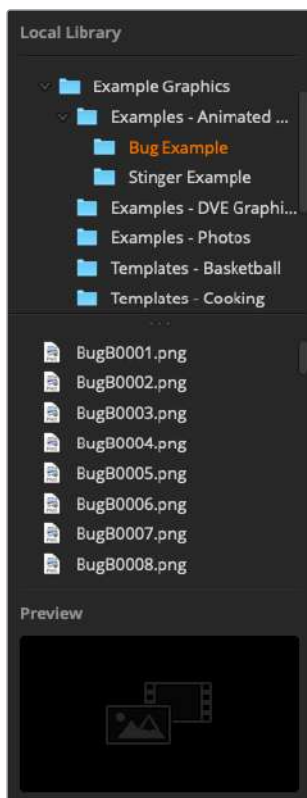 Local Library
Example Graphics
Examples - Animated ...
Bug Example
Stinger Example
Examples - DVE Graphi...
Examples - Photos
Templates - Basketball
Templates - Cooking
BugB0001.png
BugB0002.png
BugB0003.png
BugB0004.png
BugB0005.png
BugB0006.png
BugB0007.png
BugB0008.png
Preview